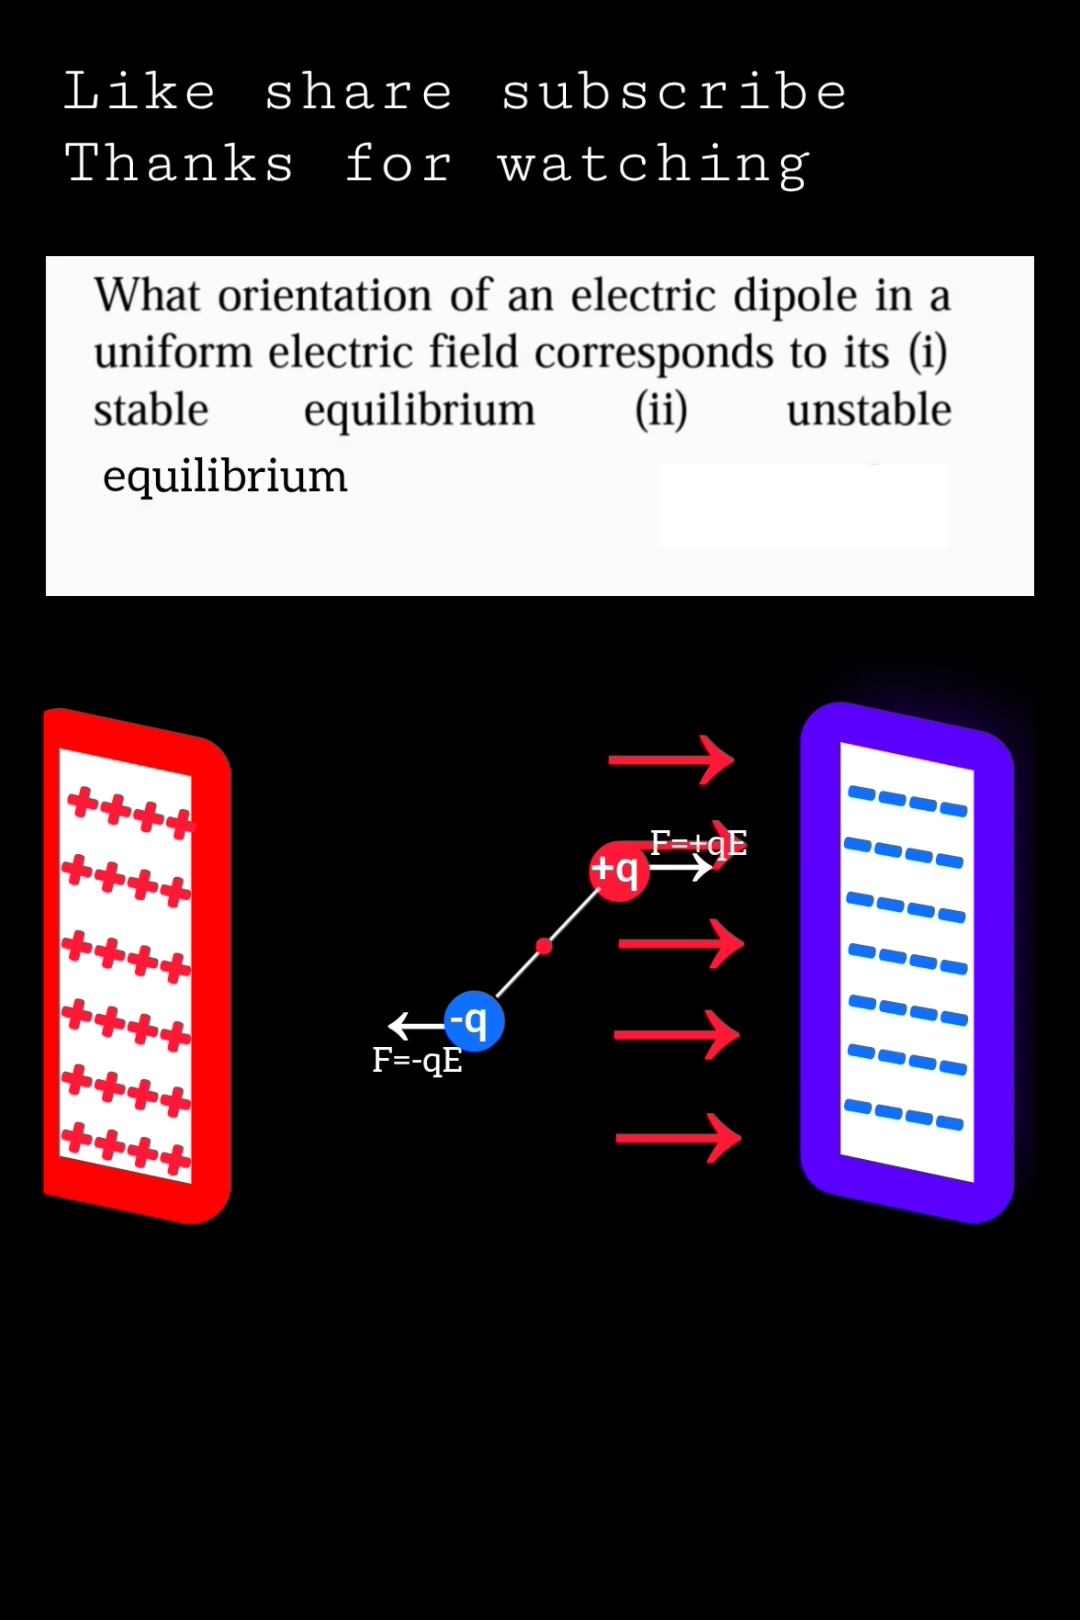 Like share subscribe
Thanks for watching
What orientation of an electric dipole in a
uniform electric field corresponds to its (i)
stable equilibrium (ii) unstable
equilibrium
++++
++++
++++
++++
++++
++++
----
----
----
----
----
----
----
F=+qE
+q
-q
F=-qE